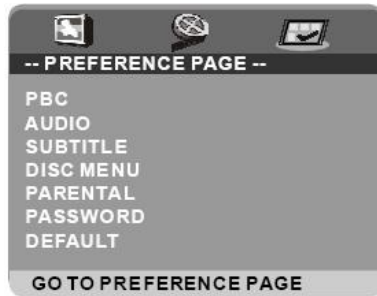 -- PREFERENCE PAGE --
PBC
AUDIO
SUBTITLE
DISC MENU
PARENTAL
PASSWORD
DEFAULT
GO TO PREFERENCE PAGE